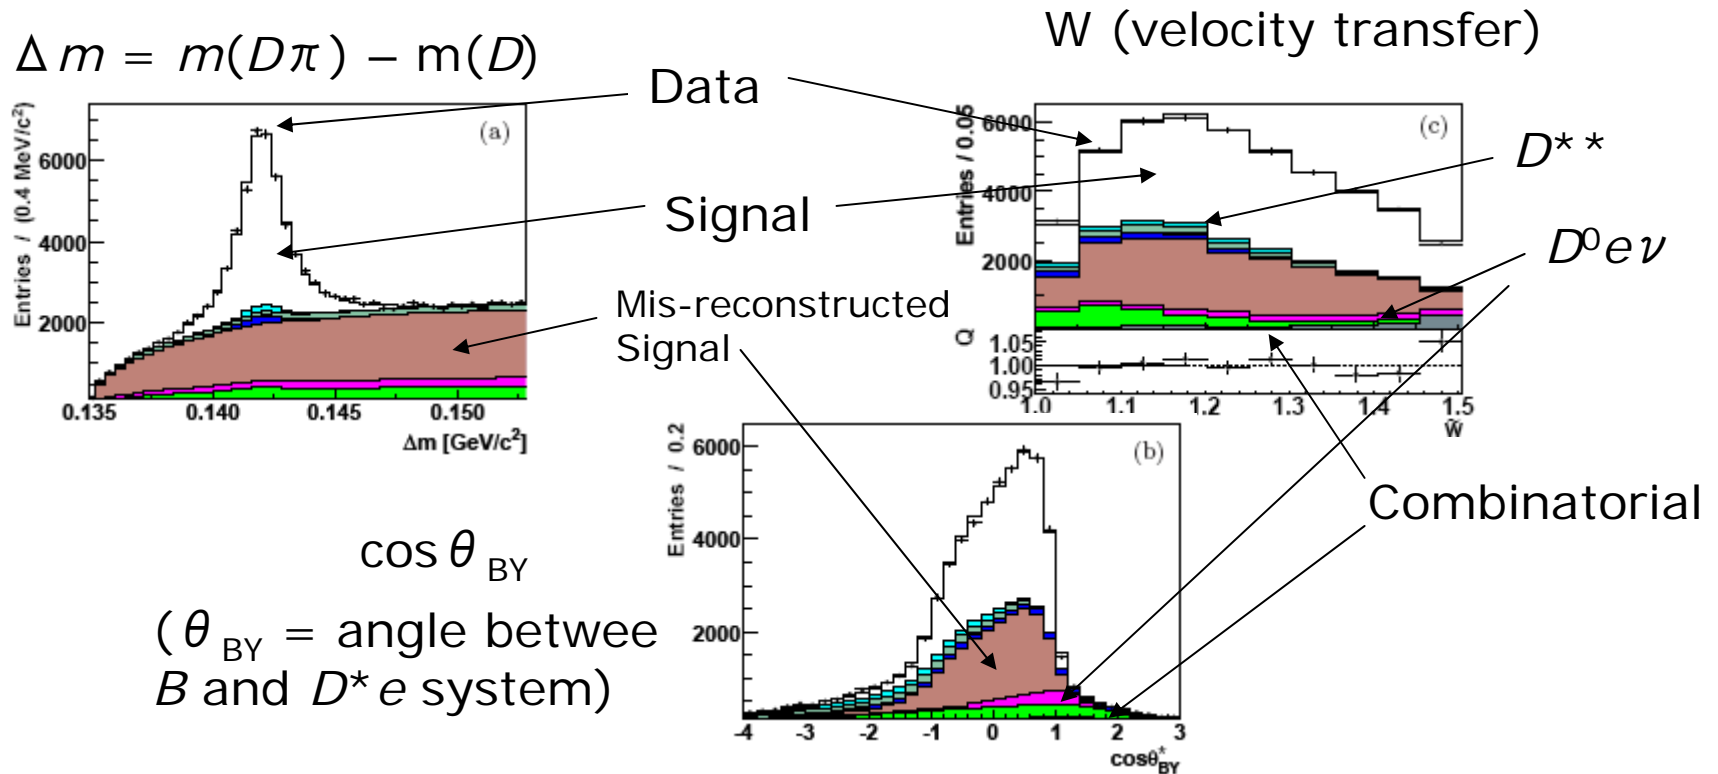 Δm = m(Dπ) – m(D)
W (velocity transfer)
Data
Signal
Mis-reconstructed
Signal
D**
D⁰eν
Combinatorial
Entries / (0.4 MeV/c²)
(a)
6000
4000
2000
0.135 0.140 0.145 0.150
Δm [GeV/c²]
Entries / 0.05
(c)
6000
4000
2000
Q
1.05
1.00
0.95
1.0 1.1 1.2 1.3 1.4 1.5
w̃
Entries / 0.2
(b)
6000
4000
2000
-4 -3 -2 -1 0 1 2 3
cosθ*BY
cos θ BY
(θ BY = angle betwee
B and D*e system)